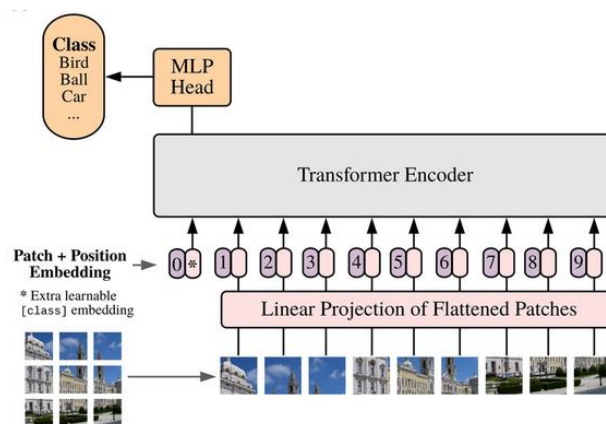 Class
Bird
Ball
Car
...
MLP
Head
Transformer Encoder
Patch + Position
Embedding
0 * 1 2 3 4 5 6 7 8 9
* Extra learnable
[class] embedding
Linear Projection of Flattened Patches